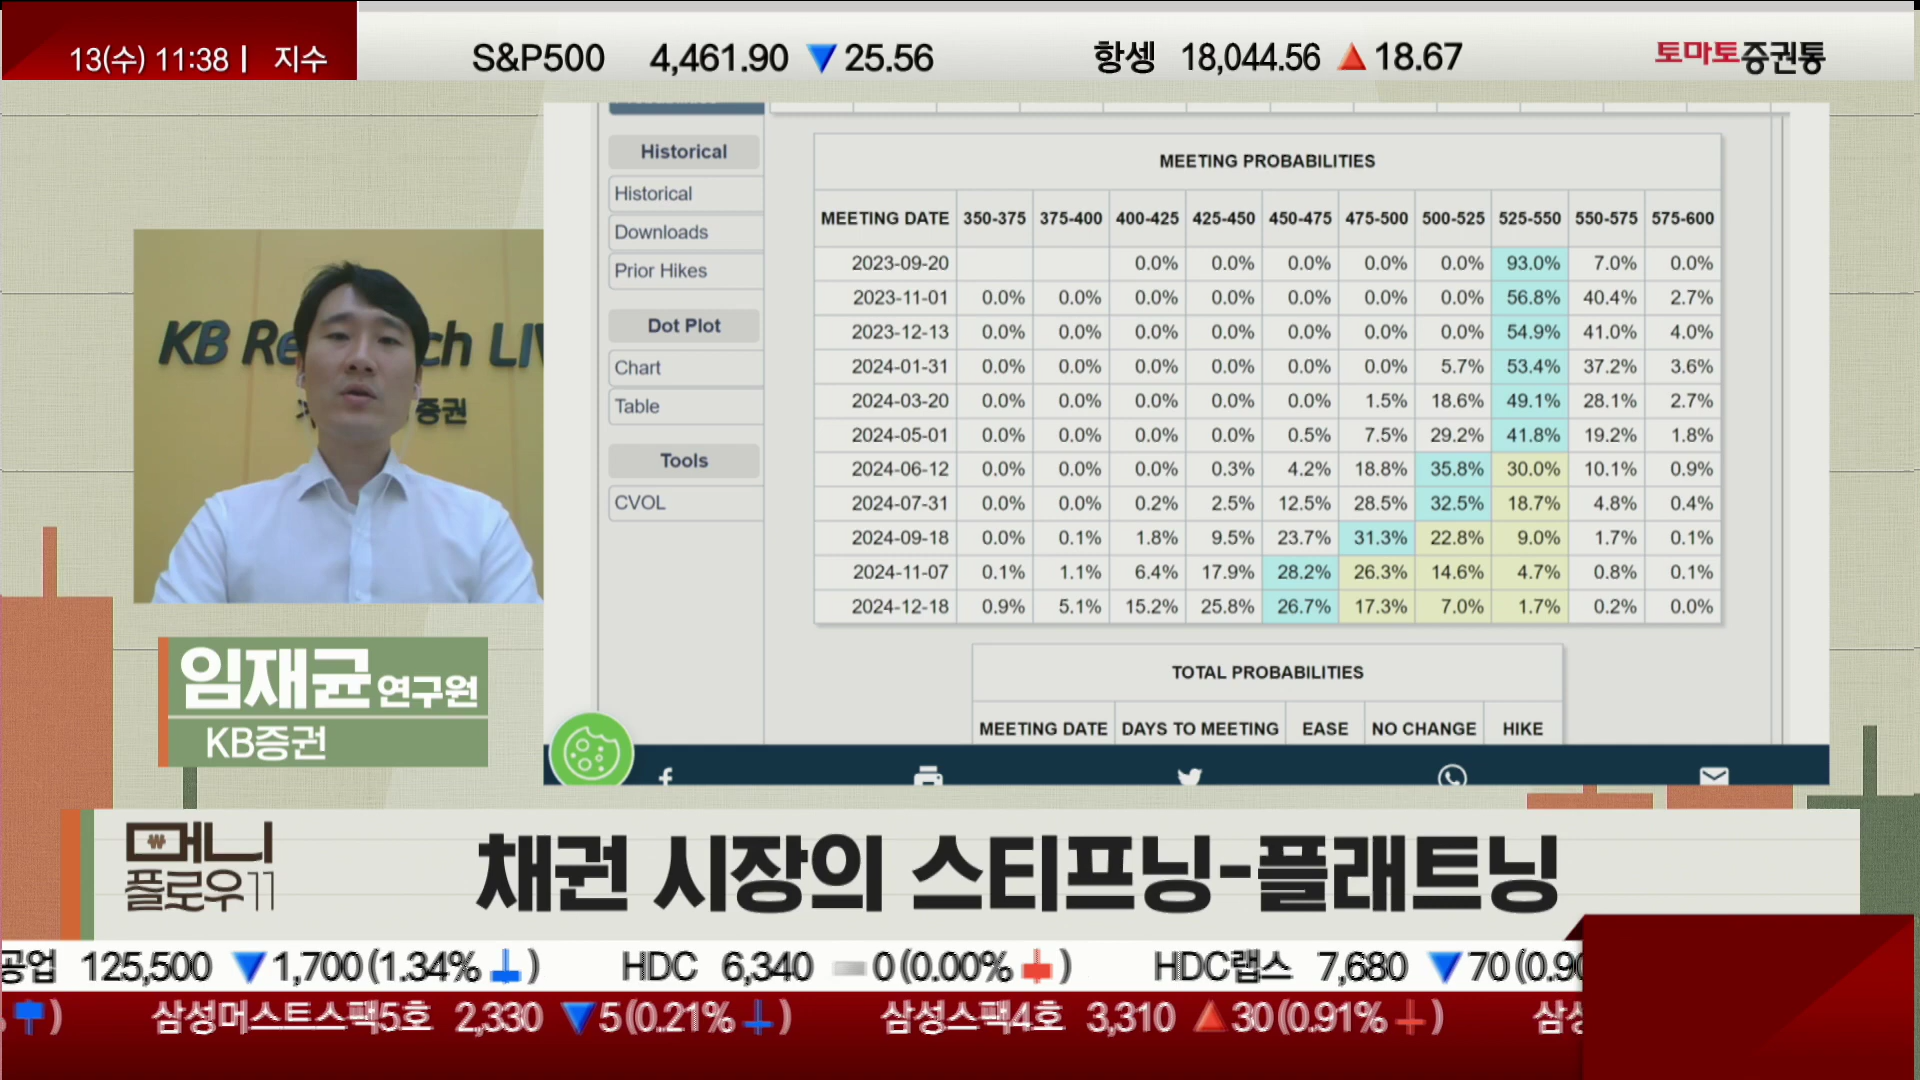 13(수) 11:38 | 지수
S&P500 4,461.90 ▼ 25.56
항셍 18,044.56 ▲ 18.67
토마토증권통
Historical
Historical
Downloads
Prior Hikes
Dot Plot
Chart
Table
Tools
CVOL
MEETING PROBABILITIES
MEETING DATE 350-375 375-400 400-425 425-450 450-475 475-500 500-525 525-550 550-575 575-600
2023-09-20 0.0% 0.0% 0.0% 0.0% 0.0% 93.0% 7.0% 0.0%
2023-11-01 0.0% 0.0% 0.0% 0.0% 0.0% 0.0% 0.0% 56.8% 40.4% 2.7%
2023-12-13 0.0% 0.0% 0.0% 0.0% 0.0% 0.0% 0.0% 54.9% 41.0% 4.0%
2024-01-31 0.0% 0.0% 0.0% 0.0% 0.0% 0.0% 5.7% 53.4% 37.2% 3.6%
2024-03-20 0.0% 0.0% 0.0% 0.0% 0.0% 1.5% 18.6% 49.1% 28.1% 2.7%
2024-05-01 0.0% 0.0% 0.0% 0.0% 0.5% 7.5% 29.2% 41.8% 19.2% 1.8%
2024-06-12 0.0% 0.0% 0.0% 0.3% 4.2% 18.8% 35.8% 30.0% 10.1% 0.9%
2024-07-31 0.0% 0.0% 0.2% 2.5% 12.5% 28.5% 32.5% 18.7% 4.8% 0.4%
2024-09-18 0.0% 0.1% 1.8% 9.5% 23.7% 31.3% 22.8% 9.0% 1.7% 0.1%
2024-11-07 0.1% 1.1% 6.4% 17.9% 28.2% 26.3% 14.6% 4.7% 0.8% 0.1%
2024-12-18 0.9% 5.1% 15.2% 25.8% 26.7% 17.3% 7.0% 1.7% 0.2% 0.0%
TOTAL PROBABILITIES
MEETING DATE DAYS TO MEETING EASE NO CHANGE HIKE
KB Re ch LIV
증권
임재균 연구원
KB증권
머니
플로우11
채권 시장의 스티프닝-플래트닝
공업 125,500 ▼ 1,700 (1.34% ) HDC 6,340 0 (0.00% ) HDC랩스 7,680 ▼ 70 (0.90
) 삼성머스트스팩5호 2,330 ▼ 5 (0.21% ) 삼성스팩4호 3,310 ▲ 30 (0.91% ) 삼성